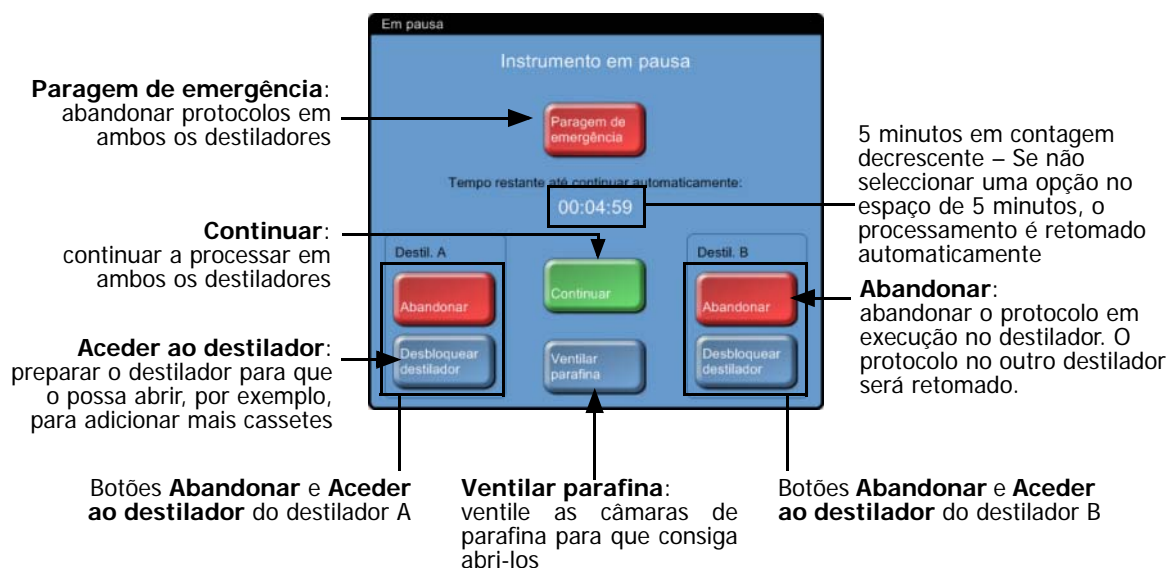 Em pausa
Instrumento em pausa
Paragem de emergência:
abandonar protocolos em
ambos os destiladores
Paragem de
emergência
5 minutos em contagem
decrescente – Se não
seleccionar uma opção no
espaço de 5 minutos, o
processamento é retomado
automaticamente
Tempo restante até continuar automaticamente:
00:04:59
Continuar:
continuar a processar em
ambos os destiladores
Destil. A
Abandonar
Desbloquear
destilador
Continuar
Ventilar
parafina
Destil. B
Abandonar
Desbloquear
destilador
Abandonar:
abandonar o protocolo em
execução no destilador. O
protocolo no outro destilador
será retomado.
Aceder ao destilador:
preparar o destilador para que
o possa abrir, por exemplo,
para adicionar mais cassetes
Botões Abandonar e Aceder
ao destilador do destilador A
Ventilar parafina:
ventile as câmaras de
parafina para que consiga
abri-los
Botões Abandonar e Aceder
ao destilador do destilador B